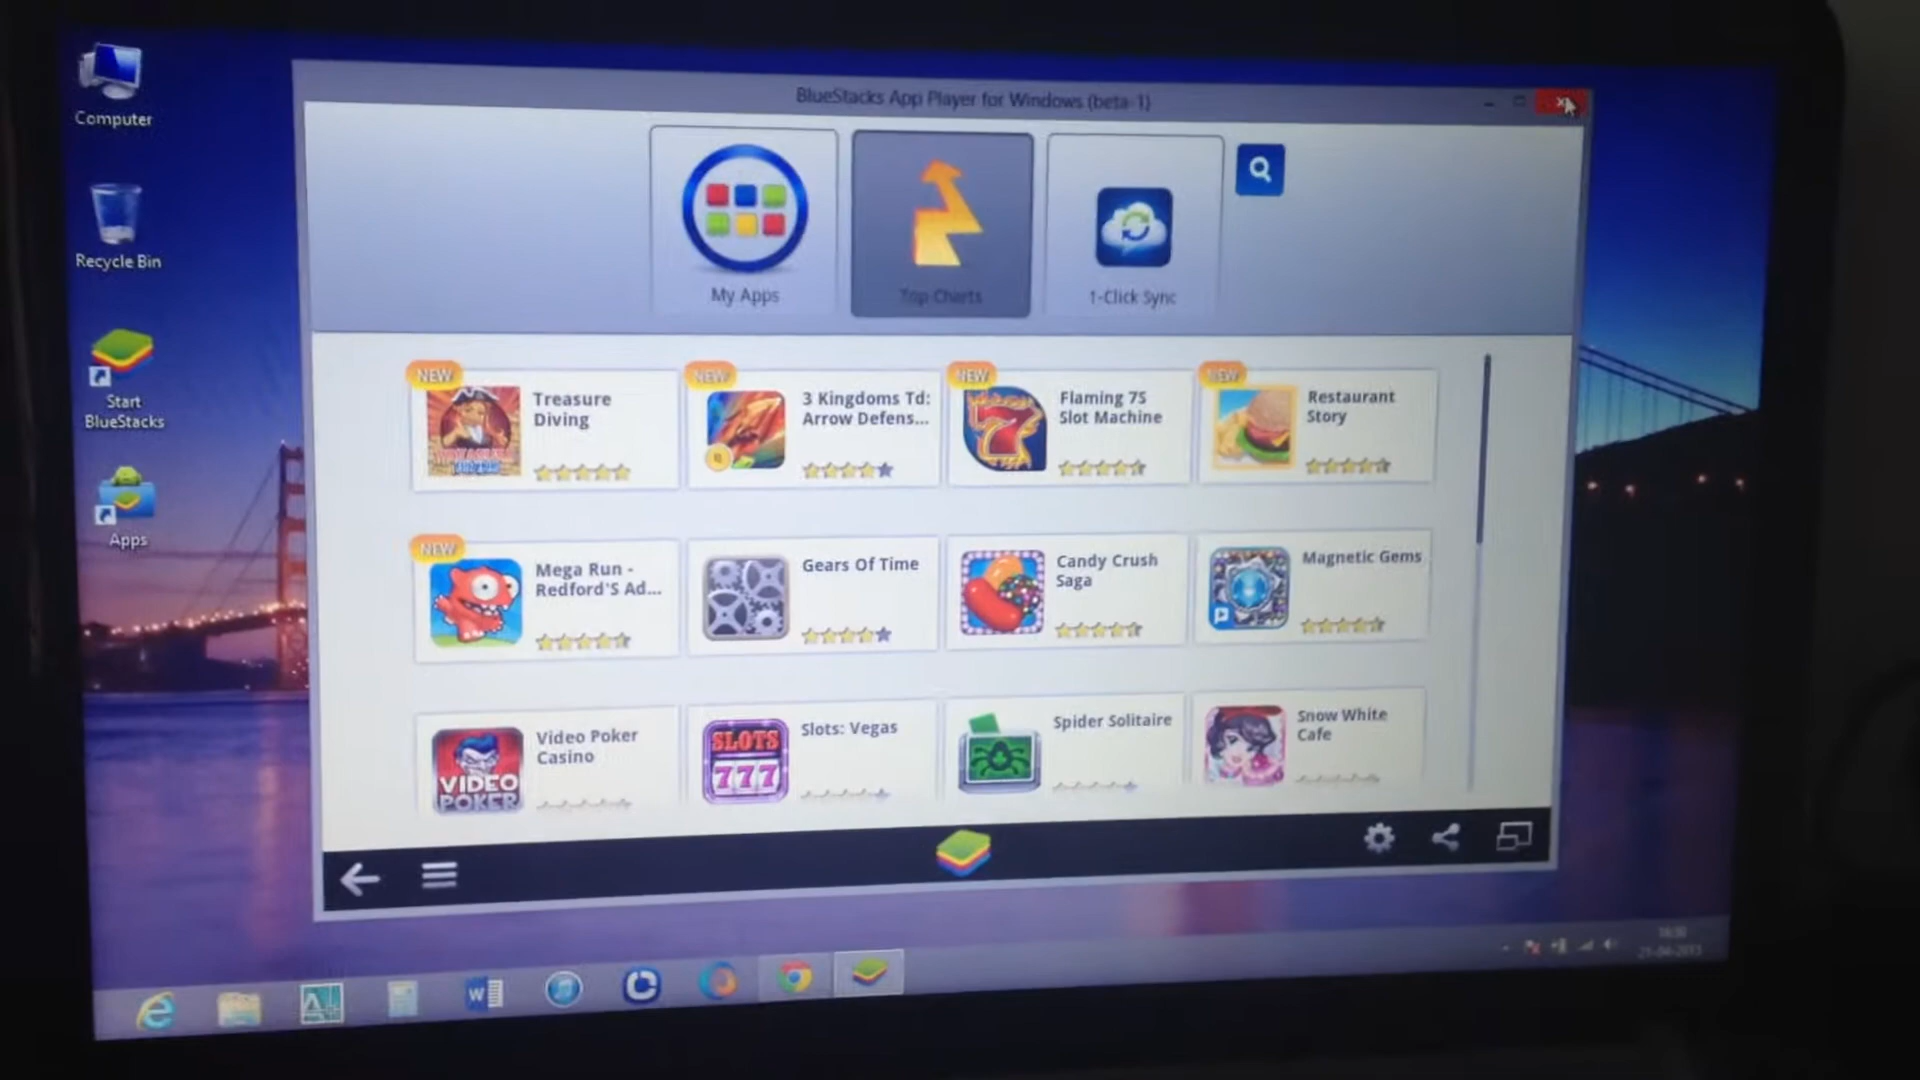 BlueStacks App Player for Windows (beta-1)
Computer
Recycle Bin
Start
BlueStacks
Apps
My Apps
Top Charts
1-Click Sync
NEW
Treasure
Diving
NEW
3 Kingdoms Td:
Arrow Defens...
NEW
Flaming 7S
Slot Machine
NEW
Restaurant
Story
NEW
Mega Run -
Redford'S Ad...
Gears Of Time
Candy Crush
Saga
Magnetic Gems
VIDEO
POKER
Video Poker
Casino
SLOTS
777
Slots: Vegas
Spider Solitaire
Snow White
Cafe